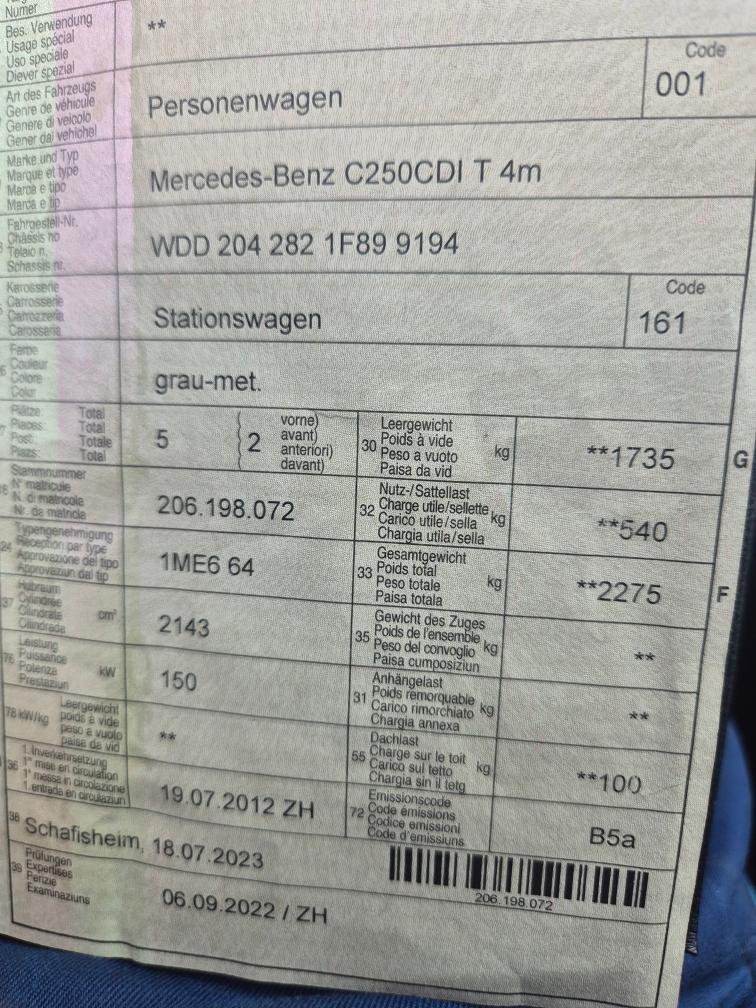 Numer
Bes. Verwendung
Usage spécial
Uso speciale
Diever spezial
**
Art des Fahrzeugs
Genre de véhicule
Genere di veicolo
Gener dal vehichel
Personenwagen
Code
001
Marke und Typ
Marque et type
Marca e tipo
Marca e tip
Mercedes-Benz C250CDI T 4m
Fahrgestell-Nr.
Châssis no
Telaio n.
Schassis nr.
WDD 204 282 1F89 9194
Karosserie
Carrosserie
Carrozzeria
Carossaria
Stationswagen
Code
161
Farbe
Couleur
Colore
Colur
grau-met.
Plätze Total
Places: Total
Posti: Totale
Plazs: Total
5
2
vorne)
avant)
anteriori)
davant)
30
Leergewicht
Poids à vide
Peso a vuoto
Paisa da vid
kg
**1735
G
Stammnummer
N° matricule
N. di matricola
Nr. da matricla
206.198.072
32
Nutz-/Sattellast
Charge utile/sellette
Carico utile/sella
Chargia utila/sella
kg
**540
24
Typengenehmigung
Réception par type
Approvazione del tipo
Approvaziun dal tip
1ME6 64
33
Gesamtgewicht
Poids total
Peso totale
Paisa totala
kg
**2275
F
37
Hubraum
Cylindrée
Cilindrata
Cilindrada
cm³
2143
35
Gewicht des Zuges
Poids de l'ensemble
Peso del convoglio
Paisa cumposiziun
kg
**
76
Leistung
Puissance
Potenza
Prestaziun
kW
150
31
Anhängelast
Poids remorquable
Carico rimorchiato
Chargia annexa
kg
**
78 kW/kg
Leergewicht
poids à vide
peso a vuoto
paisa da vid
**
55
Dachlast
Charge sur le toit
Carico sul tetto
Chargia sin il tetg
kg
**100
36
1. Inverkehrsetzung
1re mise en circulation
1a messa in circolazione
1. entrada en circulaziun
19.07.2012 ZH
72
Emissionscode
Code émissions
Codice emissioni
Code d'emissiuns
B5a
38
Schafisheim, 18.07.2023
206.198.072
39
Prüfungen
Expertises
Perizie
Examinaziuns
06.09.2022 / ZH